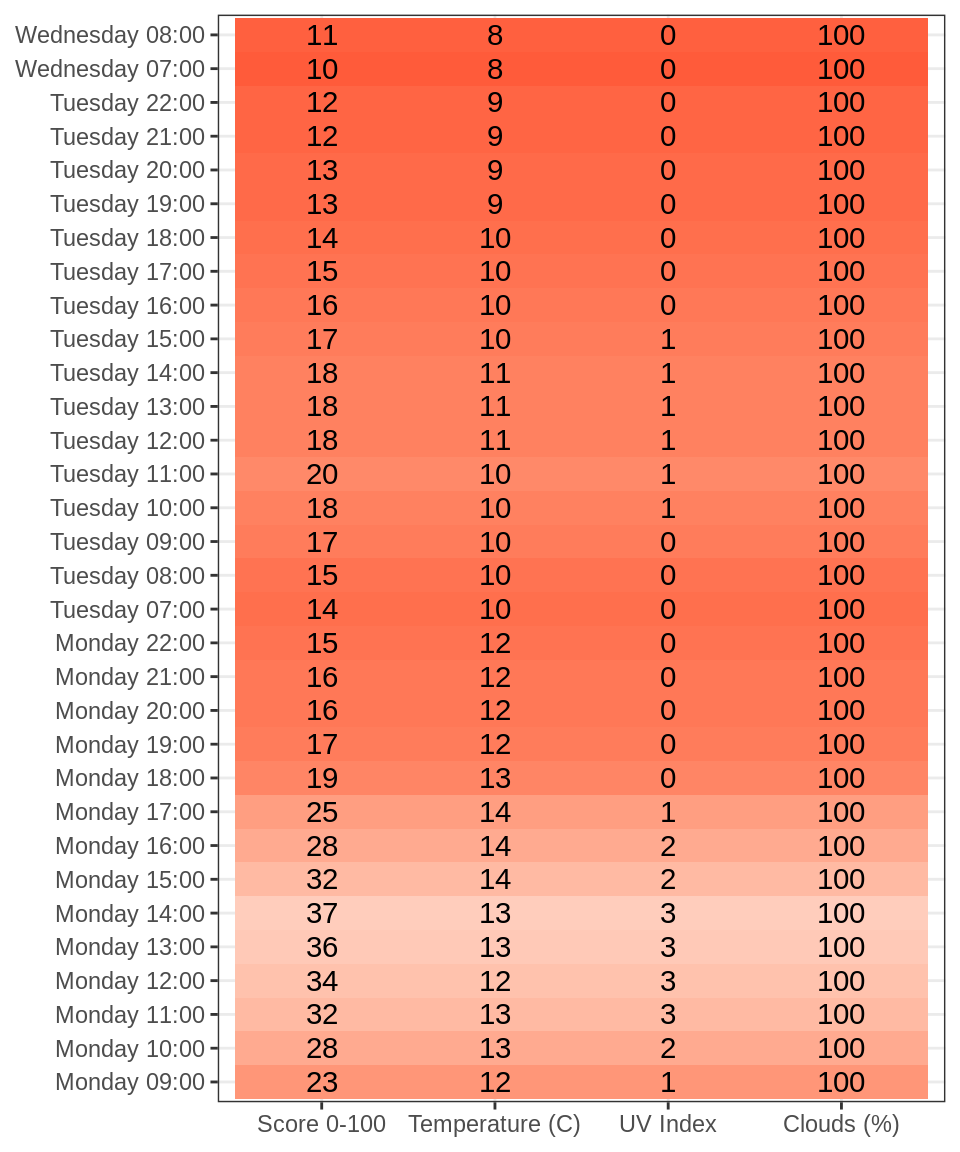 Wednesday 08:00 11 8 0 100
Wednesday 07:00 10 8 0 100
Tuesday 22:00 12 9 0 100
Tuesday 21:00 12 9 0 100
Tuesday 20:00 13 9 0 100
Tuesday 19:00 13 9 0 100
Tuesday 18:00 14 10 0 100
Tuesday 17:00 15 10 0 100
Tuesday 16:00 16 10 0 100
Tuesday 15:00 17 10 1 100
Tuesday 14:00 18 11 1 100
Tuesday 13:00 18 11 1 100
Tuesday 12:00 18 11 1 100
Tuesday 11:00 20 10 1 100
Tuesday 10:00 18 10 1 100
Tuesday 09:00 17 10 0 100
Tuesday 08:00 15 10 0 100
Tuesday 07:00 14 10 0 100
Monday 22:00 15 12 0 100
Monday 21:00 16 12 0 100
Monday 20:00 16 12 0 100
Monday 19:00 17 12 0 100
Monday 18:00 19 13 0 100
Monday 17:00 25 14 1 100
Monday 16:00 28 14 2 100
Monday 15:00 32 14 2 100
Monday 14:00 37 13 3 100
Monday 13:00 36 13 3 100
Monday 12:00 34 12 3 100
Monday 11:00 32 13 3 100
Monday 10:00 28 13 2 100
Monday 09:00 23 12 1 100
Score 0-100 Temperature (C) UV Index Clouds (%)